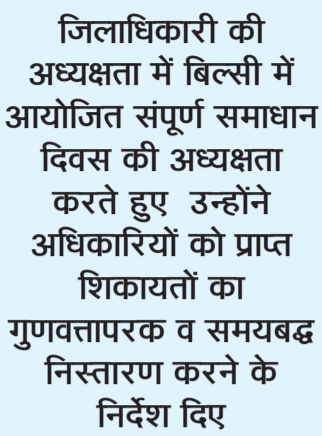 जिलाधिकारी की
अध्यक्षता में बिल्सी में
आयोजित संपूर्ण समाधान
दिवस की अध्यक्षता
करते हुए उन्होंने
अधिकारियों को प्राप्त
शिकायतों का
गुणवत्तापरक व समयबद्ध
निस्तारण करने के
निर्देश दिए